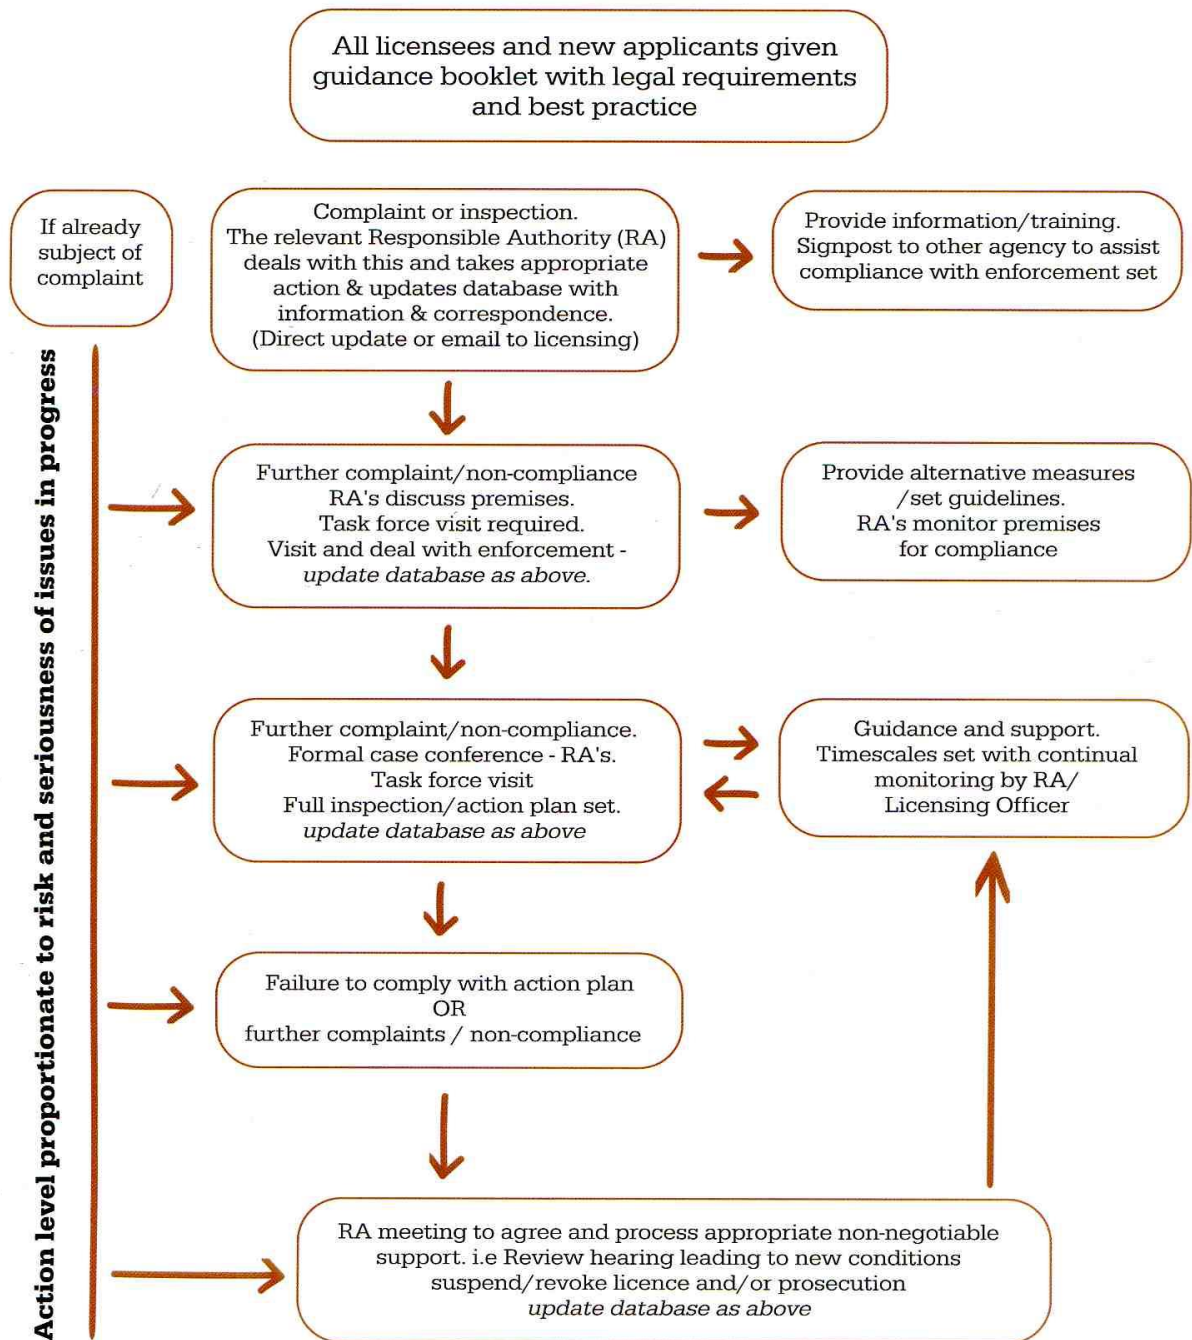 All licensees and new applicants given
guidance booklet with legal requirements
and best practice
If already
subject of
complaint
Complaint or inspection.
The relevant Responsible Authority (RA)
deals with this and takes appropriate
action & updates database with
information & correspondence.
(Direct update or email to licensing)
Provide information/training.
Signpost to other agency to assist
compliance with enforcement set
Action level proportionate to risk and seriousness of issues in progress
Further complaint/non-compliance
RA's discuss premises.
Task force visit required.
Visit and deal with enforcement -
update database as above.
Provide alternative measures
/set guidelines.
RA's monitor premises
for compliance
Further complaint/non-compliance.
Formal case conference - RA's.
Task force visit
Full inspection/action plan set.
update database as above
Guidance and support.
Timescales set with continual
monitoring by RA/
Licensing Officer
Failure to comply with action plan
OR
further complaints / non-compliance
RA meeting to agree and process appropriate non-negotiable
support. i.e Review hearing leading to new conditions
suspend/revoke licence and/or prosecution
update database as above